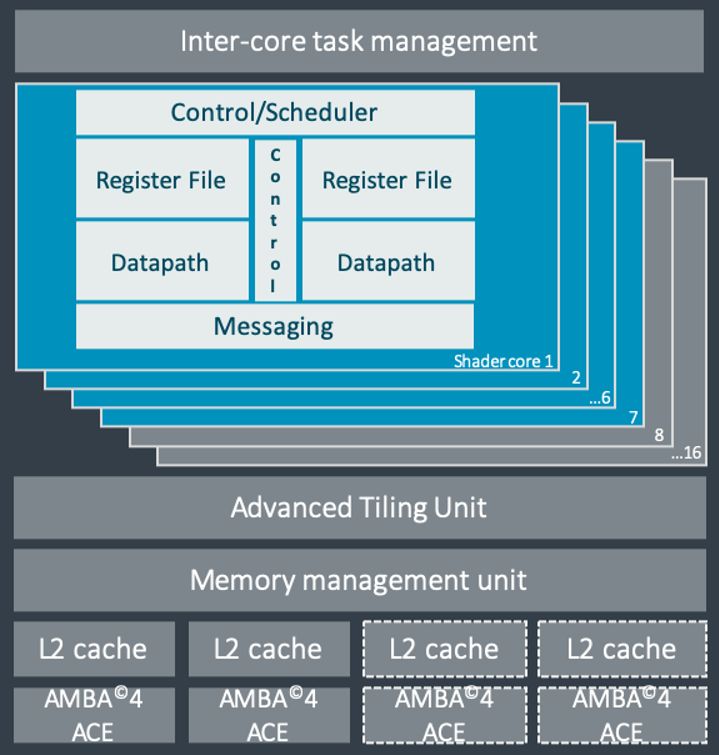 Inter-core task management
Control/Scheduler
Register File
Control
Register File
Datapath
Datapath
Messaging
Shader core 1
2
...6
7
8
...16
Advanced Tiling Unit
Memory management unit
L2 cache
L2 cache
L2 cache
L2 cache
AMBA©4
ACE
AMBA©4
ACE
AMBA©4
ACE
AMBA©4
ACE